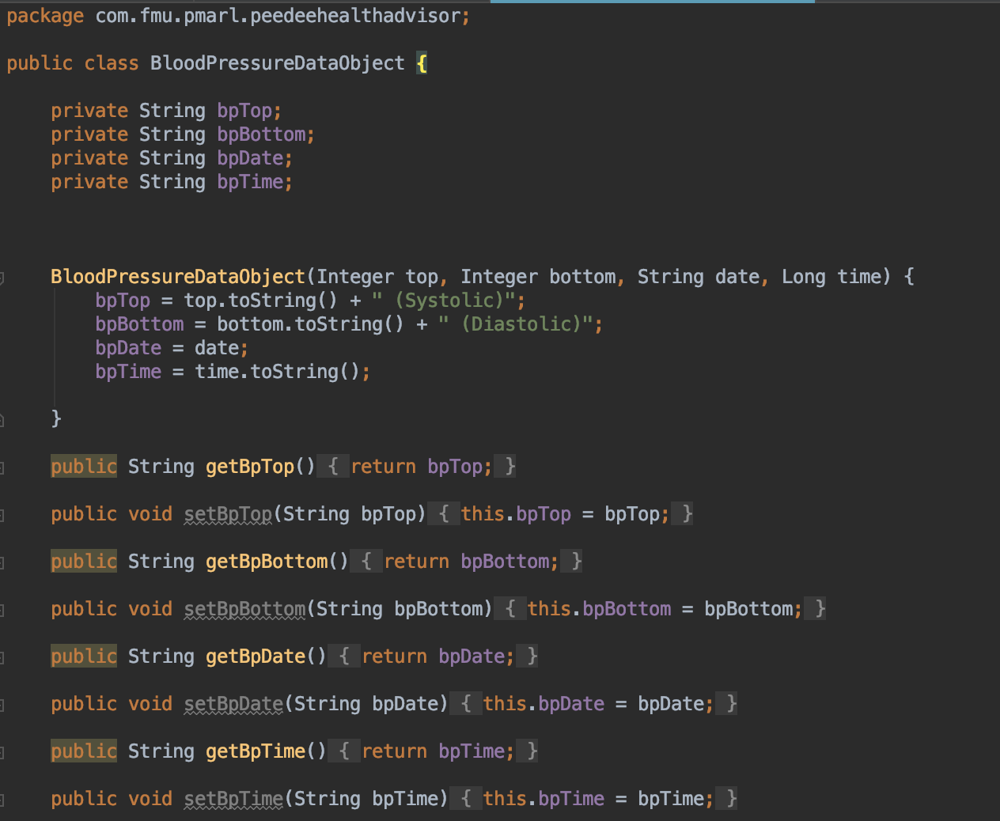 package com.fmu.pmarl.peedeehealthadvisor;
public class BloodPressureDataObject {
private String bpTop;
private String bpBottom;
private String bpDate;
private String bpTime;
BloodPressureDataObject(Integer top, Integer bottom, String date, Long time) {
bpTop = top.toString() + " (Systolic)";
bpBottom = bottom.toString() + " (Diastolic)";
bpDate = date;
bpTime = time.toString();
}
public String getBpTop() { return bpTop; }
public void setBpTop(String bpTop) { this.bpTop = bpTop; }
public String getBpBottom() { return bpBottom; }
public void setBpBottom(String bpBottom) { this.bpBottom = bpBottom; }
public String getBpDate() { return bpDate; }
public void setBpDate(String bpDate) { this.bpDate = bpDate; }
public String getBpTime() { return bpTime; }
public void setBpTime(String bpTime) { this.bpTime = bpTime; }